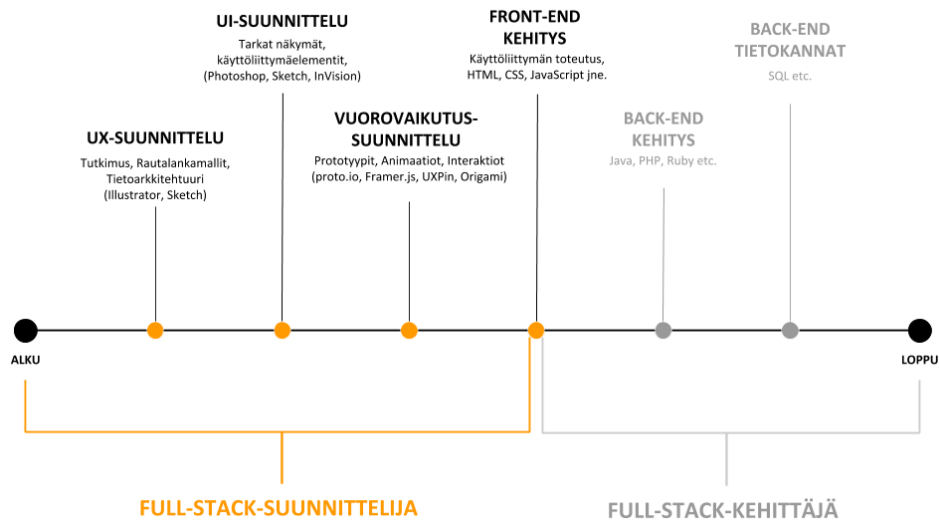 UX-SUUNNITTELU
Tutkimus, Rautalankamallit,
Tietoarkkitehtuuri
(Illustrator, Sketch)
UI-SUUNNITTELU
Tarkat näkymät,
käyttöliittymäelementit,
(Photoshop, Sketch, InVision)
VUOROVAIKUTUS-
SUUNNITTELU
Prototyypit, Animaatiot, Interaktiot
(proto.io, Framer.js, UXPin, Origami)
FRONT-END
KEHITYS
Käyttöliittymän toteutus,
HTML, CSS, JavaScript jne.
BACK-END
KEHITYS
Java, PHP, Ruby etc.
BACK-END
TIETOKANNAT
SQL etc.
ALKU
LOPPU
FULL-STACK-SUUNNITTELIJA
FULL-STACK-KEHITTÄJÄ